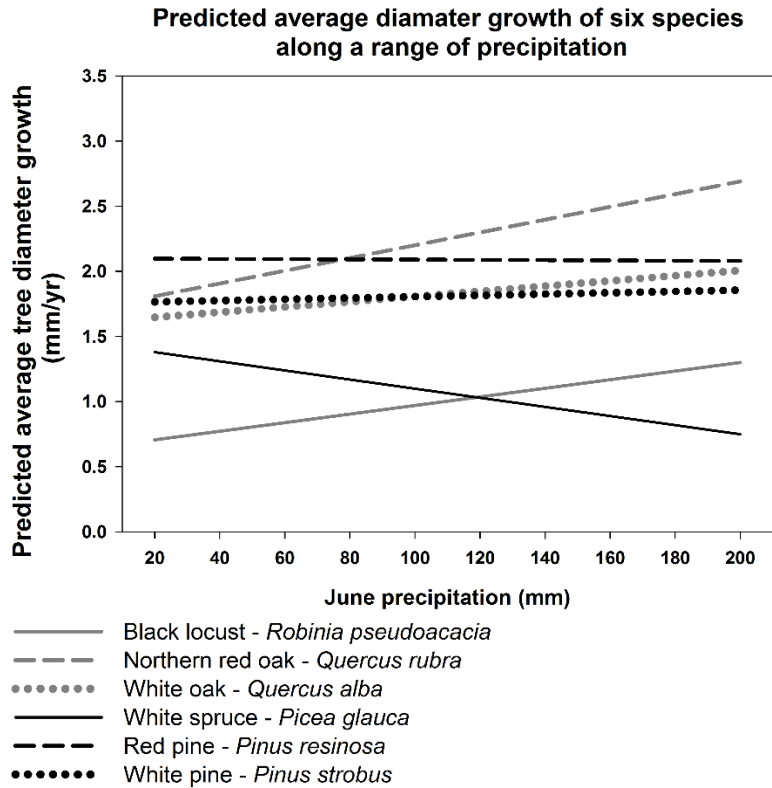 Predicted average diamater growth of six species
along a range of precipitation
Predicted average tree diameter growth
(mm/yr)
3.5
3.0
2.5
2.0
1.5
1.0
0.5
0.0
20 40 60 80 100 120 140 160 180 200
June precipitation (mm)
Black locust - Robinia pseudoacacia
Northern red oak - Quercus rubra
White oak - Quercus alba
White spruce - Picea glauca
Red pine - Pinus resinosa
White pine - Pinus strobus